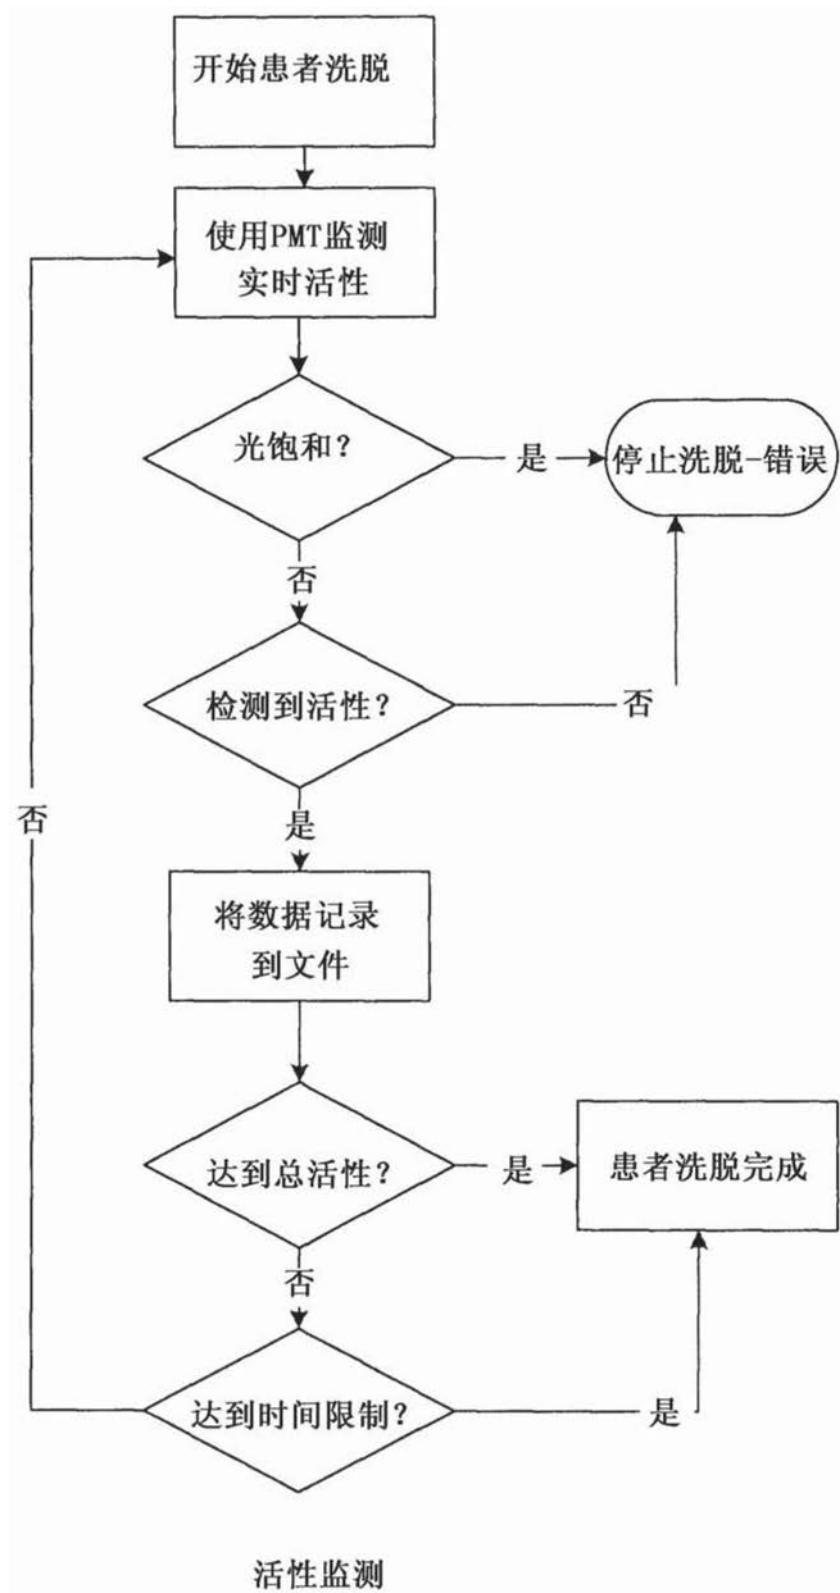 开始患者洗脱
使用PMT监测
实时活性
光饱和?
是
停止洗脱-错误
否
检测到活性?
否
是
否
将数据记录
到文件
达到总活性?
是
患者洗脱完成
否
达到时间限制?
是
活性监测